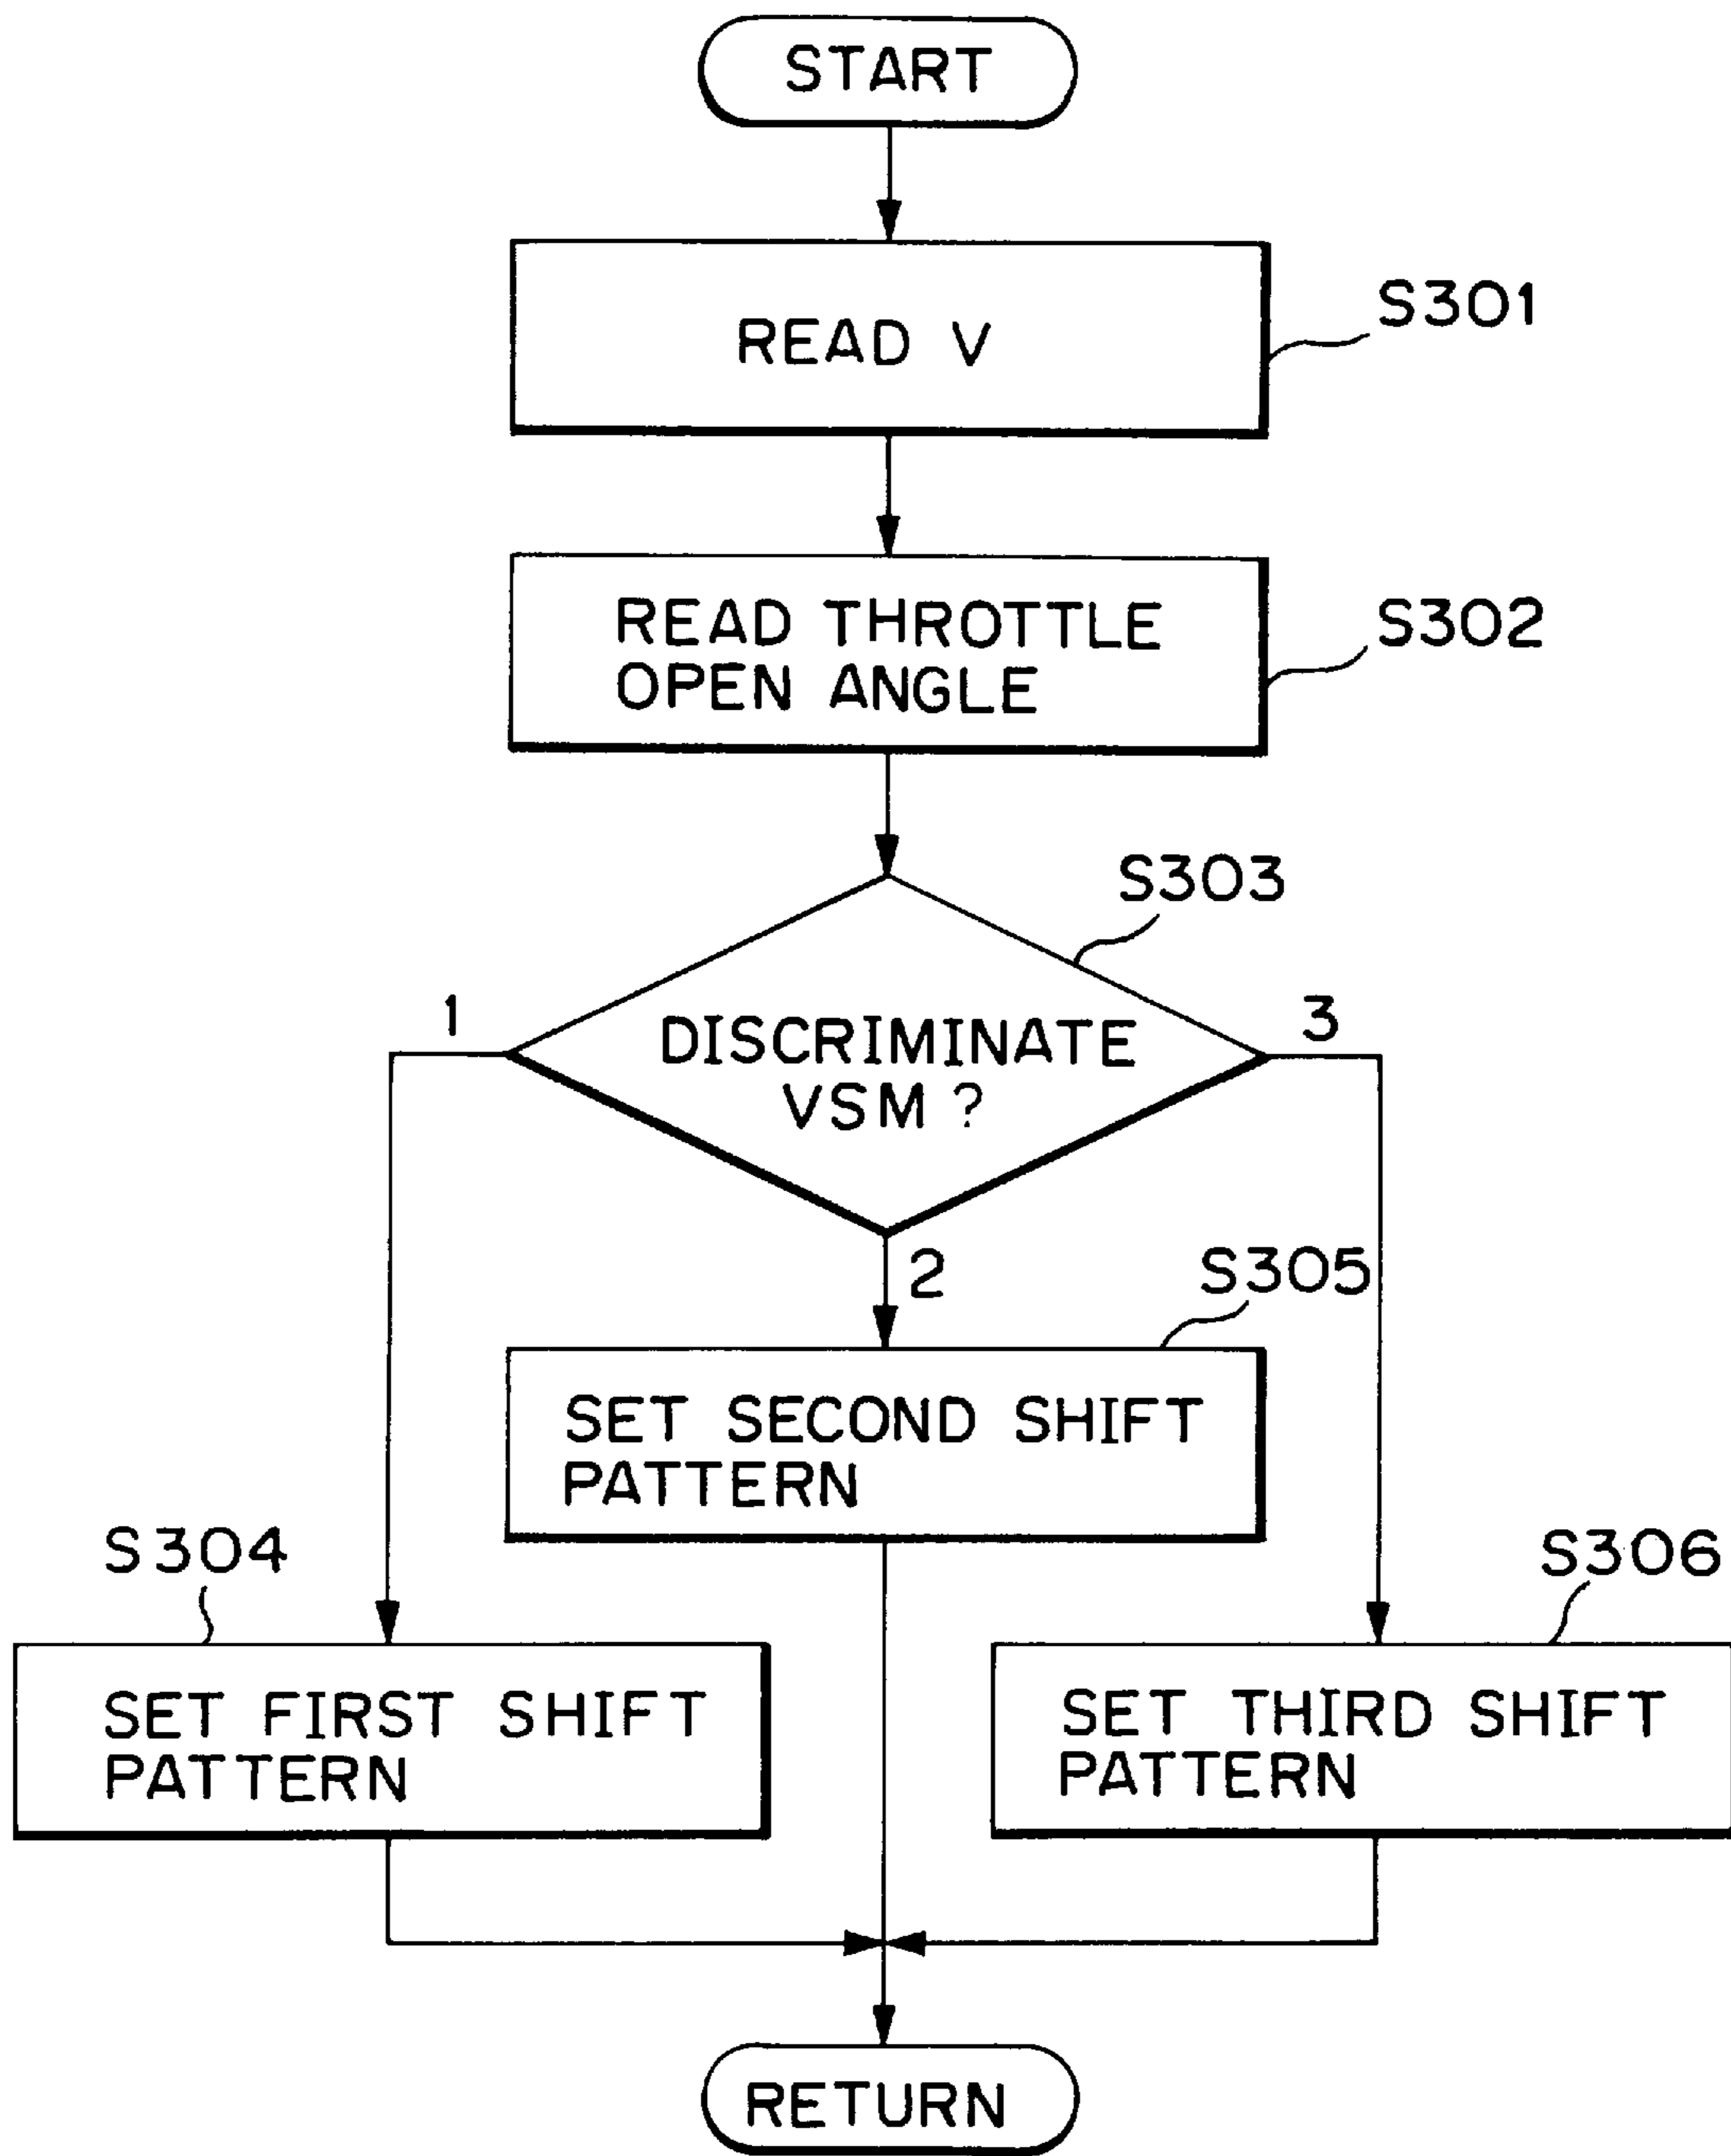 START
READ V
S301
READ THROTTLE
OPEN ANGLE
S302
S303
1
DISCRIMINATE
VSM ?
3
2
S305
SET SECOND SHIFT
PATTERN
S304
SET FIRST SHIFT
PATTERN
S306
SET THIRD SHIFT
PATTERN
RETURN